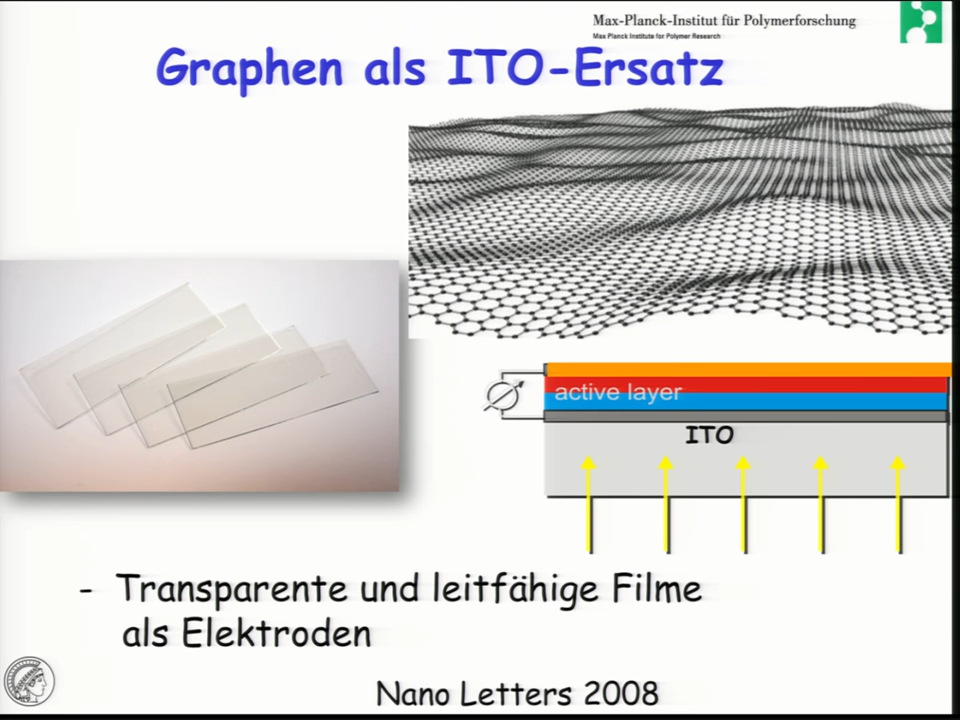 Max-Planck-Institut für Polymerforschung
Max Planck Institute for Polymer Research
Graphen als ITO-Ersatz
active layer
ITO
- Transparente und leitfähige Filme
als Elektroden
Nano Letters 2008